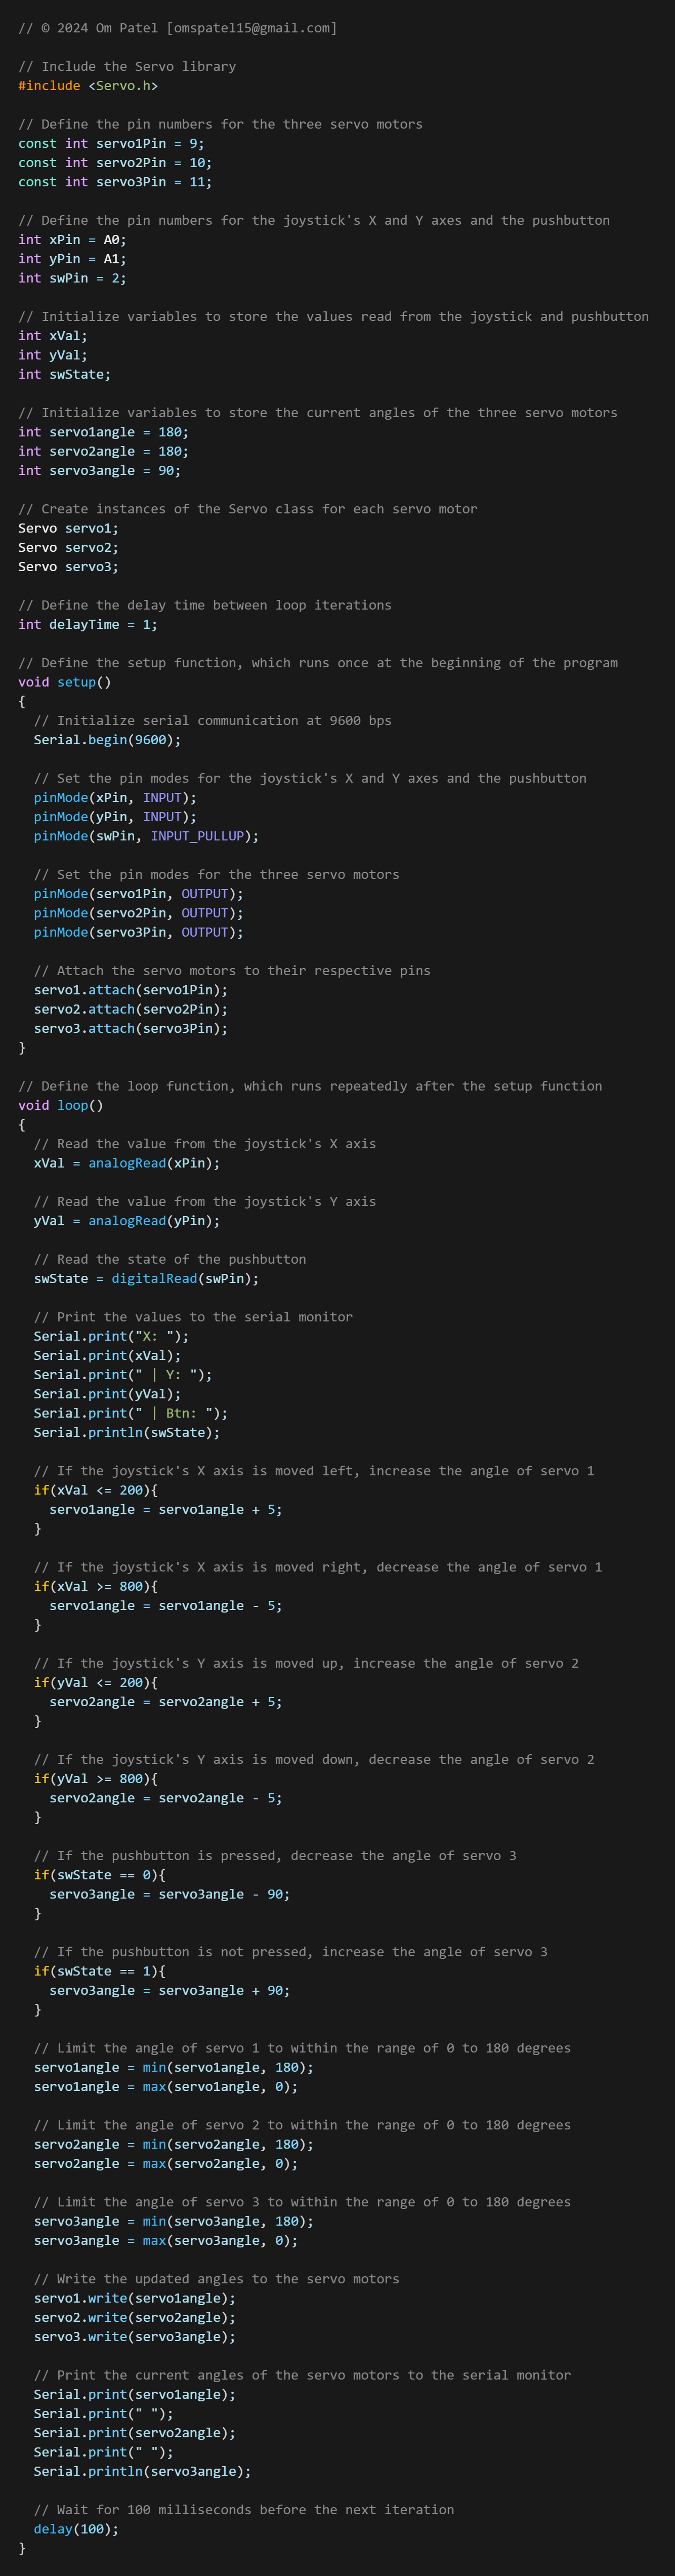 // © 2024 Om Patel [omspatel15@gmail.com]

// Include the Servo library
#include <Servo.h>

// Define the pin numbers for the three servo motors
const int servo1Pin = 9;
const int servo2Pin = 10;
const int servo3Pin = 11;

// Define the pin numbers for the joystick's X and Y axes and the pushbutton
int xPin = A0;
int yPin = A1;
int swPin = 2;

// Initialize variables to store the values read from the joystick and pushbutton
int xVal;
int yVal;
int swState;

// Initialize variables to store the current angles of the three servo motors
int servo1angle = 180;
int servo2angle = 180;
int servo3angle = 90;

// Create instances of the Servo class for each servo motor
Servo servo1;
Servo servo2;
Servo servo3;

// Define the delay time between loop iterations
int delayTime = 1;

// Define the setup function, which runs once at the beginning of the program
void setup()
{
  // Initialize serial communication at 9600 bps
  Serial.begin(9600);

  // Set the pin modes for the joystick's X and Y axes and the pushbutton
  pinMode(xPin, INPUT);
  pinMode(yPin, INPUT);
  pinMode(swPin, INPUT_PULLUP);

  // Set the pin modes for the three servo motors
  pinMode(servo1Pin, OUTPUT);
  pinMode(servo2Pin, OUTPUT);
  pinMode(servo3Pin, OUTPUT);

  // Attach the servo motors to their respective pins
  servo1.attach(servo1Pin);
  servo2.attach(servo2Pin);
  servo3.attach(servo3Pin);
}

// Define the loop function, which runs repeatedly after the setup function
void loop()
{
  // Read the value from the joystick's X axis
  xVal = analogRead(xPin);

  // Read the value from the joystick's Y axis
  yVal = analogRead(yPin);

  // Read the state of the pushbutton
  swState = digitalRead(swPin);

  // Print the values to the serial monitor
  Serial.print("X: ");
  Serial.print(xVal);
  Serial.print(" | Y: ");
  Serial.print(yVal);
  Serial.print(" | Btn: ");
  Serial.println(swState);

  // If the joystick's X axis is moved left, increase the angle of servo 1
  if(xVal <= 200){
    servo1angle = servo1angle + 5;
  }

  // If the joystick's X axis is moved right, decrease the angle of servo 1
  if(xVal >= 800){
    servo1angle = servo1angle - 5;
  }

  // If the joystick's Y axis is moved up, increase the angle of servo 2
  if(yVal <= 200){
    servo2angle = servo2angle + 5;
  }

  // If the joystick's Y axis is moved down, decrease the angle of servo 2
  if(yVal >= 800){
    servo2angle = servo2angle - 5;
  }

  // If the pushbutton is pressed, decrease the angle of servo 3
  if(swState == 0){
    servo3angle = servo3angle - 90;
  }

  // If the pushbutton is not pressed, increase the angle of servo 3
  if(swState == 1){
    servo3angle = servo3angle + 90;
  }

  // Limit the angle of servo 1 to within the range of 0 to 180 degrees
  servo1angle = min(servo1angle, 180);
  servo1angle = max(servo1angle, 0);

  // Limit the angle of servo 2 to within the range of 0 to 180 degrees
  servo2angle = min(servo2angle, 180);
  servo2angle = max(servo2angle, 0);

  // Limit the angle of servo 3 to within the range of 0 to 180 degrees
  servo3angle = min(servo3angle, 180);
  servo3angle = max(servo3angle, 0);

  // Write the updated angles to the servo motors
  servo1.write(servo1angle);
  servo2.write(servo2angle);
  servo3.write(servo3angle);

  // Print the current angles of the servo motors to the serial monitor
  Serial.print(servo1angle);
  Serial.print(" ");
  Serial.print(servo2angle);
  Serial.print(" ");
  Serial.println(servo3angle);

  // Wait for 100 milliseconds before the next iteration
  delay(100);
}